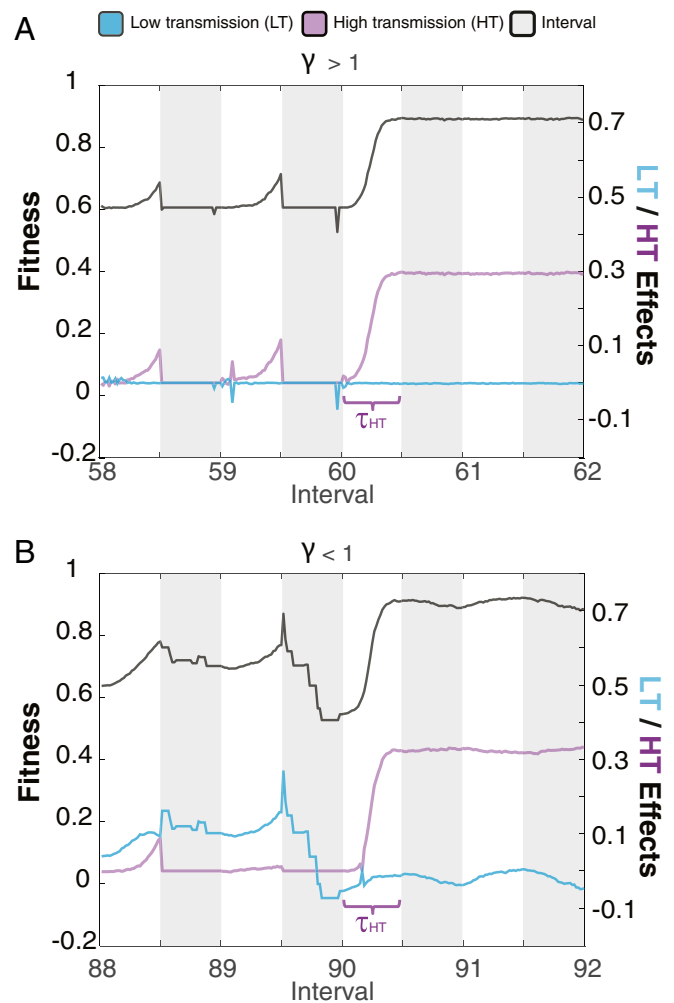 A
Low transmission (LT) High transmission (HT) Interval
γ > 1
1
0.8
0.6
0.4
0.2
0
-0.2
Fitness
0.7
0.5
0.3
0.1
-0.1
LT / HT Effects
τHT
58 59 60 61 62
Interval
B
γ < 1
1
0.8
0.6
0.4
0.2
0
-0.2
Fitness
0.7
0.5
0.3
0.1
-0.1
LT / HT Effects
τHT
88 89 90 91 92
Interval